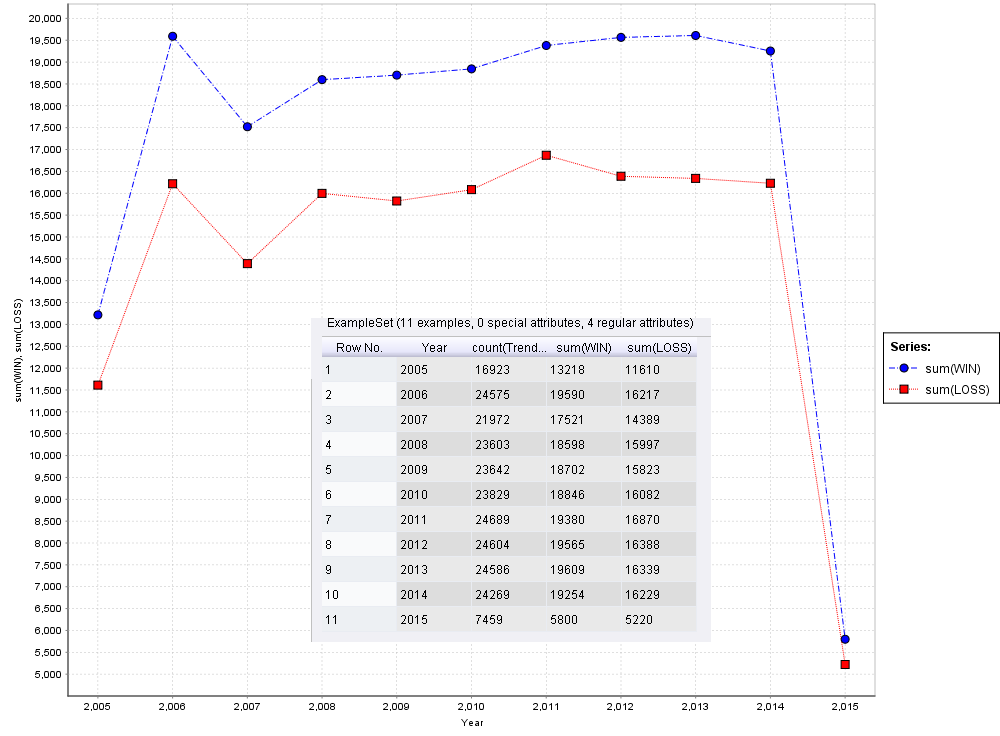 20,000
19,500
19,000
18,500
18,000
17,500
17,000
16,500
16,000
15,500
15,000
14,500
14,000
13,500
13,000
12,500
12,000
11,500
11,000
10,500
10,000
9,500
9,000
8,500
8,000
7,500
7,000
6,500
6,000
5,500
5,000
sum(WIN), sum(LOSS)
ExampleSet (11 examples, 0 special attributes, 4 regular attributes)
Row No. Year count(Trend... sum(WIN) sum(LOSS)
1 2005 16923 13218 11610
2 2006 24575 19590 16217
3 2007 21972 17521 14389
4 2008 23603 18598 15997
5 2009 23642 18702 15823
6 2010 23829 18846 16082
7 2011 24689 19380 16870
8 2012 24604 19565 16388
9 2013 24586 19609 16339
10 2014 24269 19254 16229
11 2015 7459 5800 5220
Series:
sum(WIN)
sum(LOSS)
2,005 2,006 2,007 2,008 2,009 2,010 2,011 2,012 2,013 2,014 2,015
Year